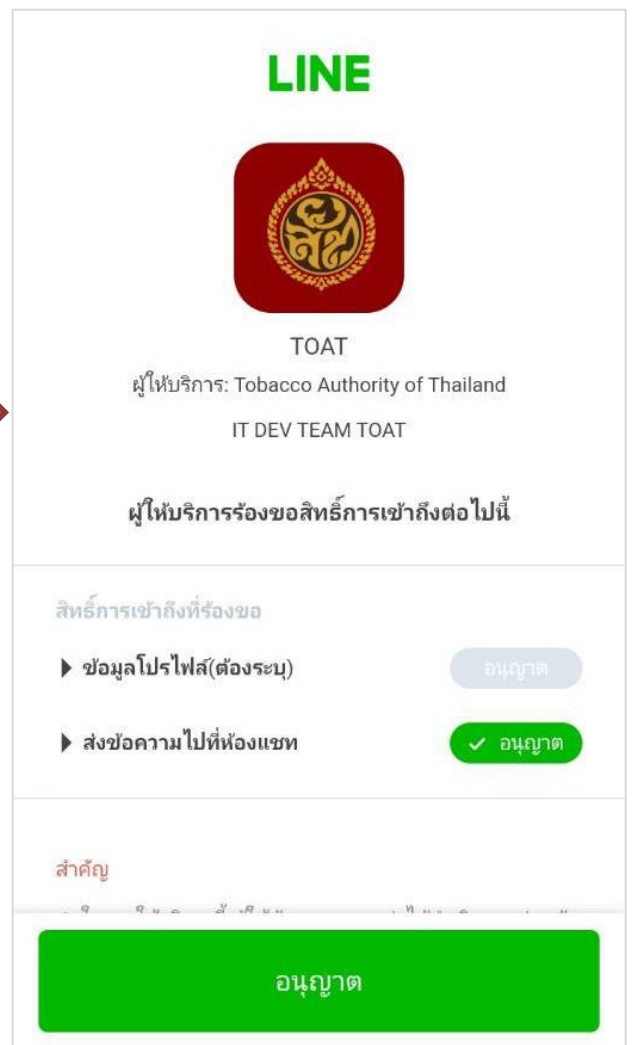 LINE
TOAT
ผู้ให้บริการ: Tobacco Authority of Thailand
IT DEV TEAM TOAT
ผู้ให้บริการร้องขอสิทธิ์การเข้าถึงต่อไปนี้
สิทธิ์การเข้าถึงที่ร้องขอ
ข้อมูลโปรไฟล์(ต้องระบุ) อนุญาต
ส่งข้อความไปที่ห้องแชท อนุญาต
สำคัญ
อนุญาต